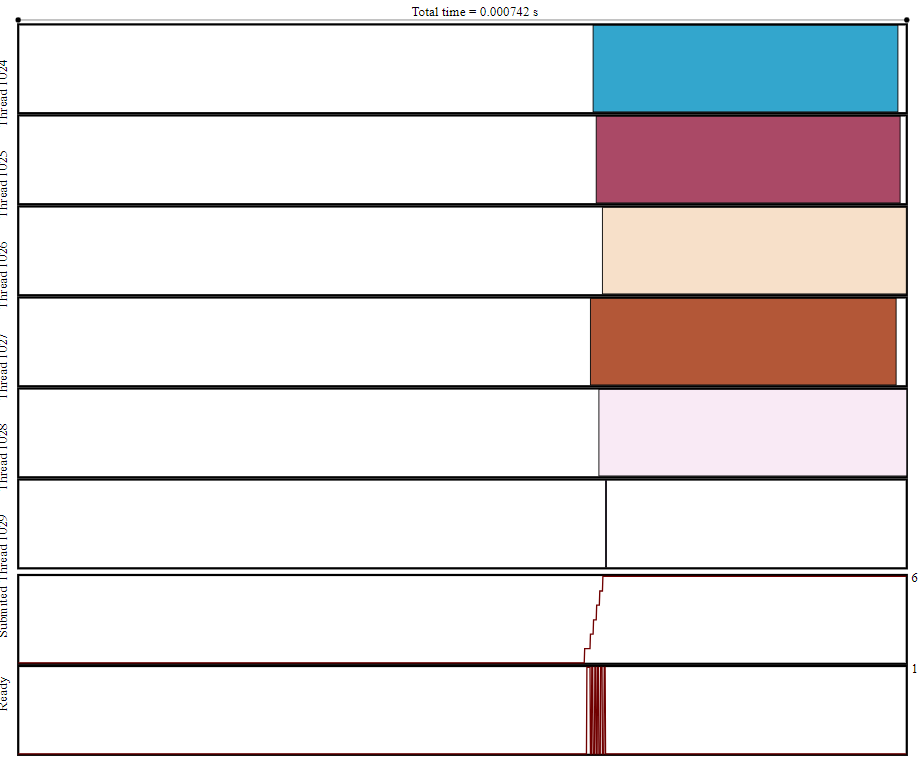 Total time = 0.000742 s
Thread 1024
Thread 1025
Thread 1026
Thread 1027
Thread 1028
Thread 1029
Submited
6
Ready
1